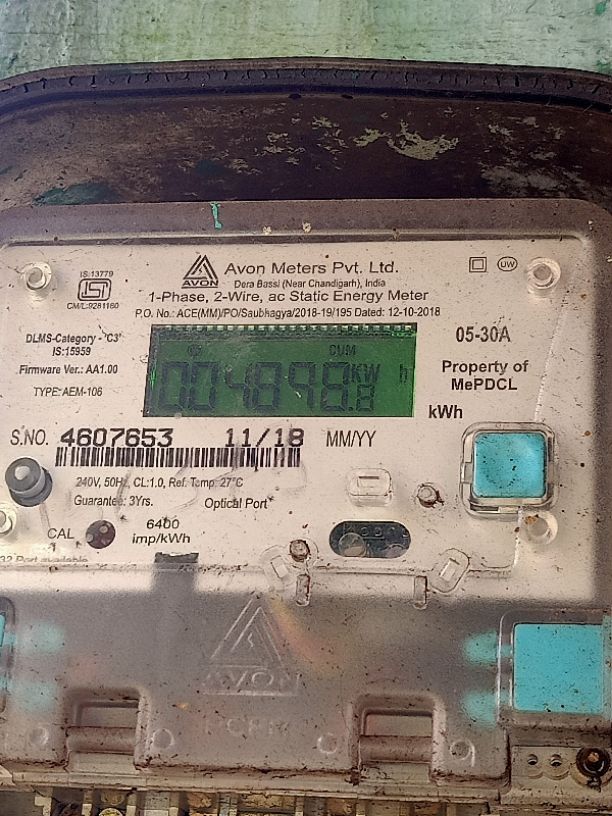 IS:13779
ISI
CM/L:9281160
AVON
Avon Meters Pvt. Ltd.
Dera Bassi (Near Chandigarh), India
UW
1-Phase, 2-Wire, ac Static Energy Meter
P.O. No.: ACE(MM)/PO/Saubhagya/2018-19/195 Dated: 12-10-2018
DLMS-Category - 'C3'
IS:15959
Firmware Ver.: AA1.00
TYPE: AEM-106
CUM
004898.8 KW h
05-30A
Property of
MePDCL
kWh
S.NO. 4607653 11/18 MM/YY
240V, 50Hz, CL:1.0, Ref. Temp: 27°C
Guarantee: 3Yrs. Optical Port
CAL
6400
imp/kWh
AVON